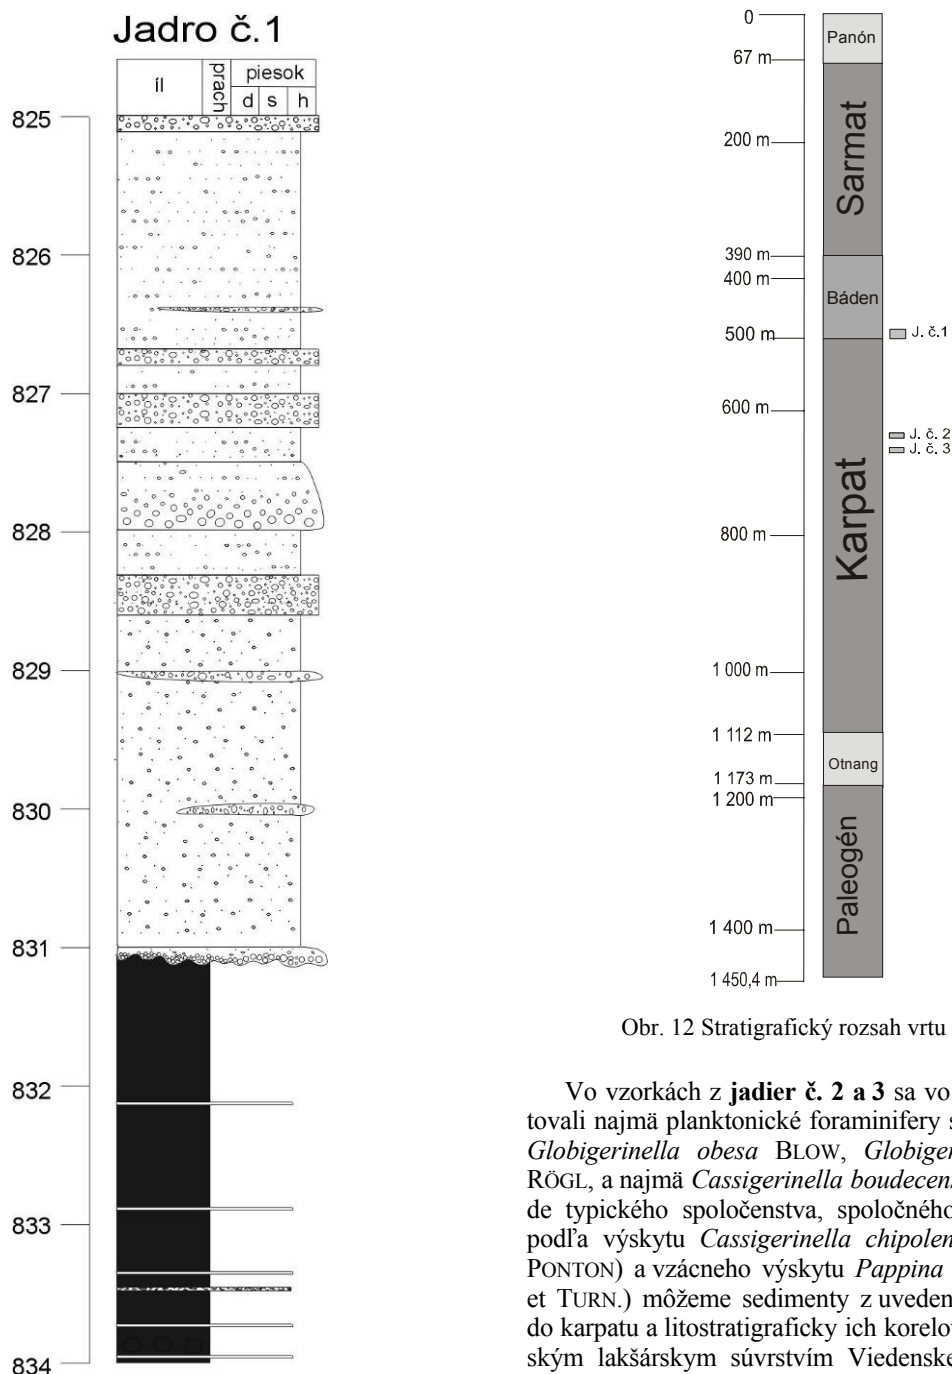 Jadro č.1
íl
prach
piesok
d s h
825
826
827
828
829
830
831
832
833
834
0
67 m
200 m
390 m
400 m
500 m
600 m
800 m
1 000 m
1 112 m
1 173 m
1 200 m
1 400 m
1 450,4 m
Panón
Sarmat
Báden
Karpat
Otnang
Paleogén
J. č.1
J. č. 2
J. č. 3
Obr. 12 Stratigrafický rozsah vrtu
Vo vzorkách z jadier č. 2 a 3 sa vo
tovali najmä planktonické foraminifery s
Globigerinella obesa BLOW, Globiger
RÖGL, a najmä Cassigerinella boudecens
de typického spoločenstva, spoločného
podľa výskytu Cassigerinella chipolen
PONTON) a vzácneho výskytu Pappina
et TURN.) môžeme sedimenty z uveden
do karpatu a litostratigraficky ich korelov
ským lakšárskym súvrstvím Viedenske